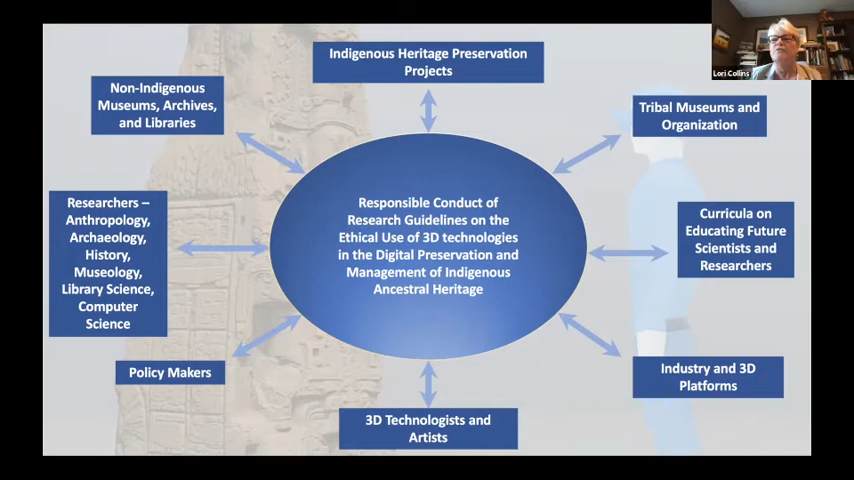 Lori Collins
Indigenous Heritage Preservation
Projects
Non-Indigenous
Museums, Archives,
and Libraries
Tribal Museums and
Organization
Researchers –
Anthropology,
Archaeology,
History,
Museology,
Library Science,
Computer
Science
Responsible Conduct of
Research Guidelines on the
Ethical Use of 3D technologies
in the Digital Preservation and
Management of Indigenous
Ancestral Heritage
Curricula on
Educating Future
Scientists and
Researchers
Policy Makers
Industry and 3D
Platforms
3D Technologists and
Artists